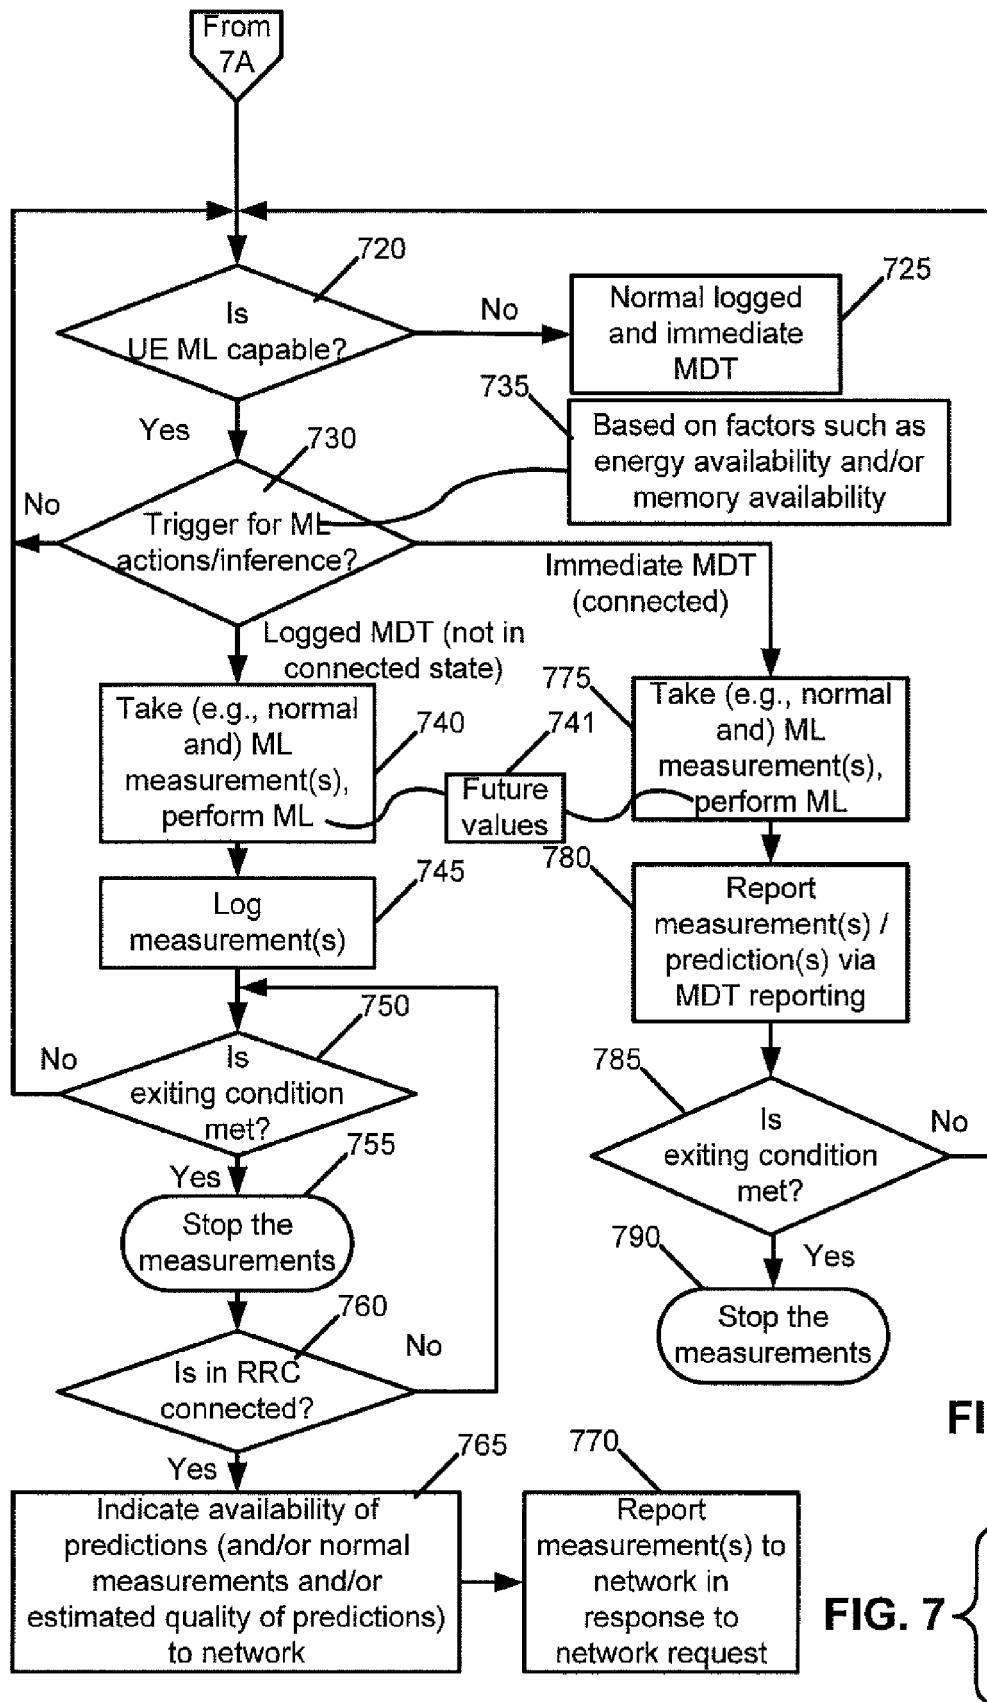 From
7A
720
Is
UE ML capable?
No
725
Normal logged
and immediate
MDT
Yes
730
735
Based on factors such as
energy availability and/or
memory availability
No
Trigger for ML
actions/inference?
Immediate MDT
(connected)
Logged MDT (not in
connected state)
740
Take (e.g., normal
and) ML
measurement(s),
perform ML
741
Future
values
775
Take (e.g., normal
and) ML
measurement(s),
perform ML
745
Log
measurement(s)
780
Report
measurement(s) /
prediction(s) via
MDT reporting
750
No
Is
exiting condition
met?
785
Is
exiting condition
met?
No
Yes
755
Stop the
measurements
790
Yes
Stop the
measurements
760
Is in RRC
connected?
No
Yes
765
Indicate availability of
predictions (and/or normal
measurements and/or
estimated quality of predictions)
to network
770
Report
measurement(s) to
network in
response to
network request
FI
FIG. 7